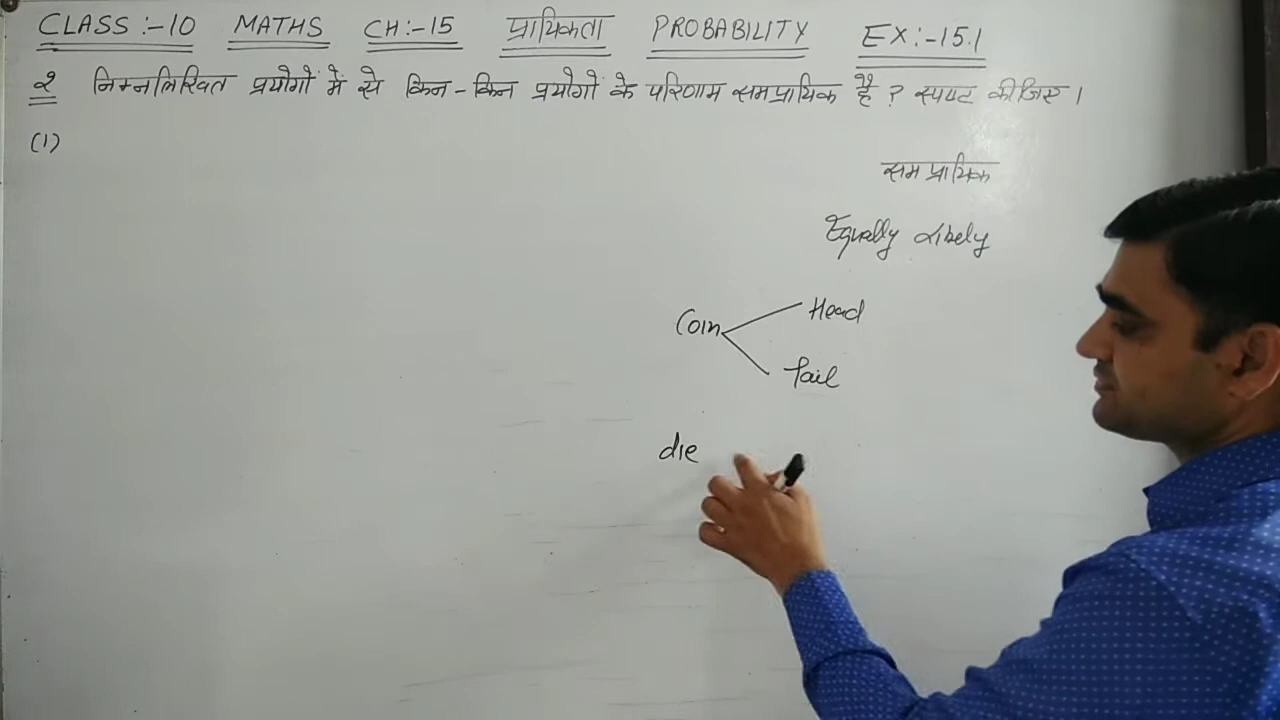 CLASS :- 10 MATHS CH:- 15 प्रायिकता PROBABILITY EX:- 15.1
२ निम्नलिखित प्रयोगों में से किन-किन प्रयोगों के परिणाम समप्रायिक है ? स्पष्ट कीजिए ।
(1)
सम प्रायिक
Equally Likely
Coin Head
Tail
die